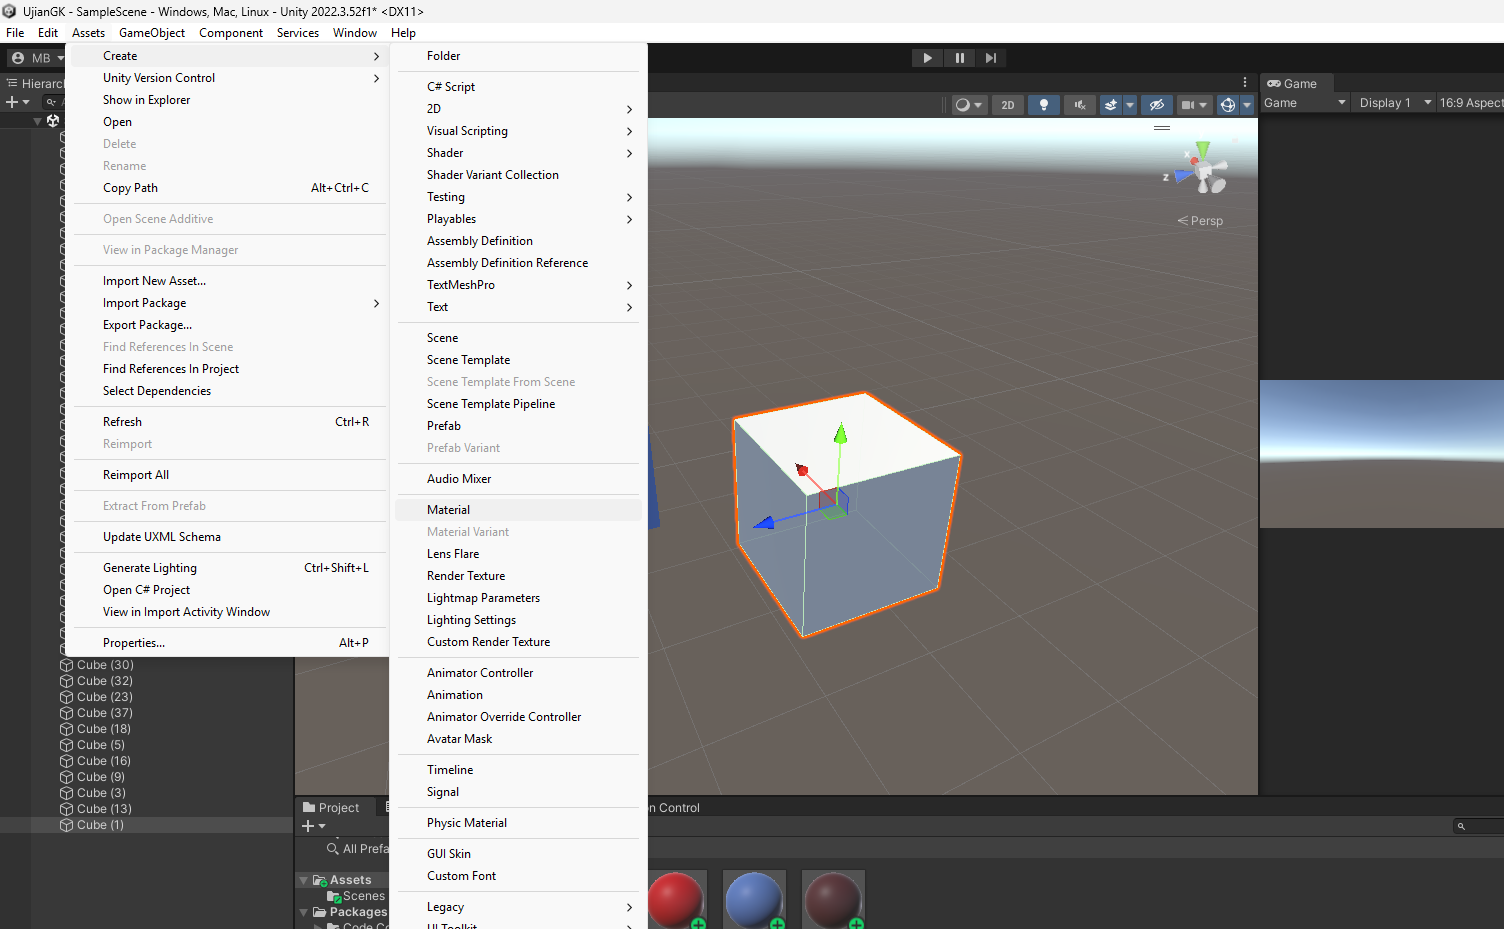 UjianGK - SampleScene - Windows, Mac, Linux - Unity 2022.3.52f1* <DX11>
File Edit Assets GameObject Component Services Window Help
MB
Hierarc
Create
Unity Version Control
Show in Explorer
Open
Delete
Rename
Copy Path Alt+Ctrl+C
Open Scene Additive
View in Package Manager
Import New Asset...
Import Package
Export Package...
Find References In Scene
Find References In Project
Select Dependencies
Refresh Ctrl+R
Reimport
Reimport All
Extract From Prefab
Update UXML Schema
Generate Lighting Ctrl+Shift+L
Open C# Project
View in Import Activity Window
Properties... Alt+P
Folder
C# Script
2D
Visual Scripting
Shader
Shader Variant Collection
Testing
Playables
Assembly Definition
Assembly Definition Reference
TextMeshPro
Text
Scene
Scene Template
Scene Template From Scene
Scene Template Pipeline
Prefab
Prefab Variant
Audio Mixer
Material
Material Variant
Lens Flare
Render Texture
Lightmap Parameters
Lighting Settings
Custom Render Texture
Animator Controller
Animation
Animator Override Controller
Avatar Mask
Timeline
Signal
Physic Material
GUI Skin
Custom Font
Legacy
UI Toolkit
2D
x
z
< Persp
Game
Game Display 1 16:9 Aspect
Cube (30)
Cube (32)
Cube (23)
Cube (37)
Cube (18)
Cube (5)
Cube (16)
Cube (9)
Cube (3)
Cube (13)
Cube (1)
Project
n Control
All Prefa
Assets
Scenes
Packages
Code Co